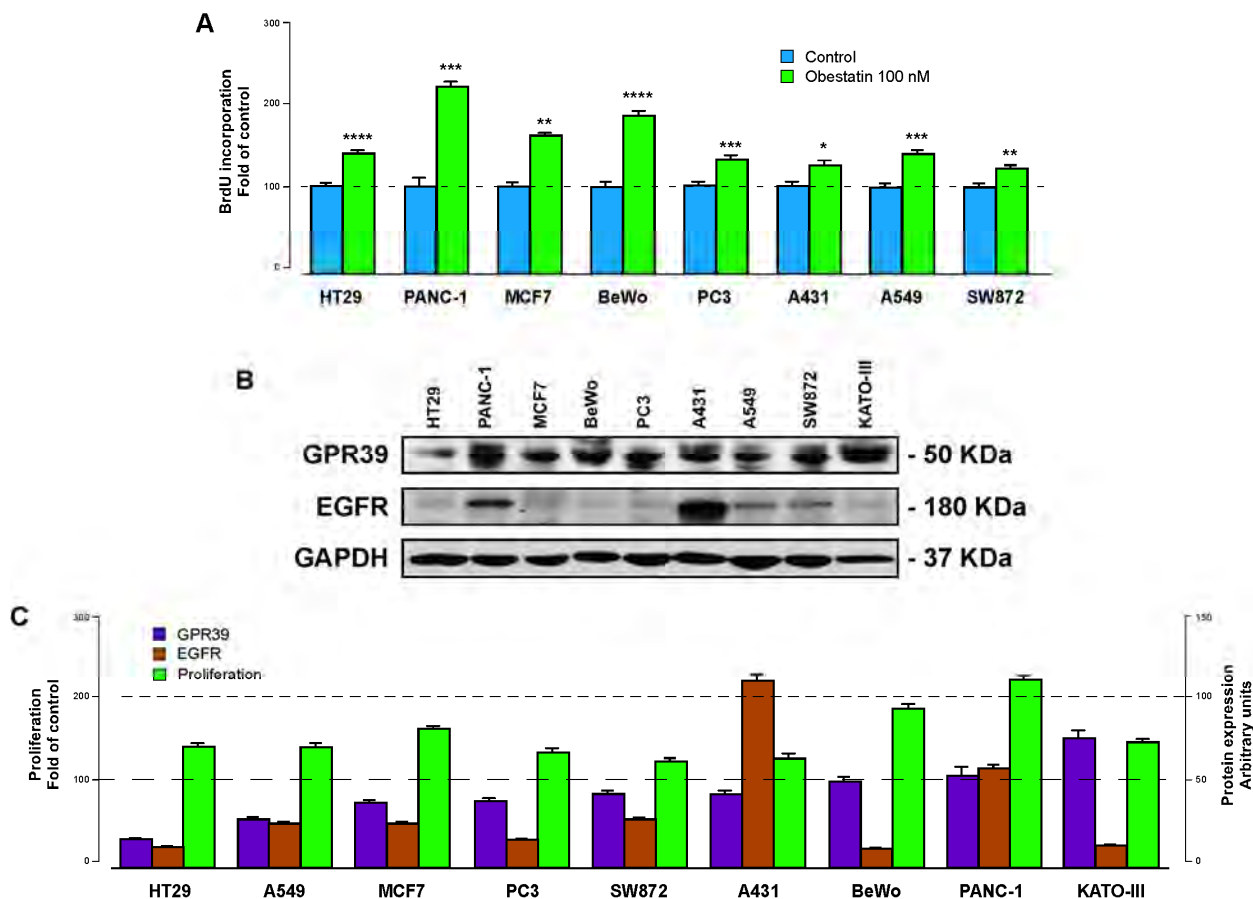 A
300
200
100
0
BrdU incorporation
Fold of control
Control
Obestatin 100 nM
****
***
**
****
***
*
***
**
HT29 PANC-1 MCF7 BeWo PC3 A431 A549 SW872
B
HT29 PANC-1 MCF7 BeWo PC3 A431 A549 SW872 KATO-III
GPR39 - 50 KDa
EGFR - 180 KDa
GAPDH - 37 KDa
C
300
200
100
0
Proliferation
Fold of control
GPR39
EGFR
Proliferation
150
100
50
0
Protein expression
Arbitrary units
HT29 A549 MCF7 PC3 SW872 A431 BeWo PANC-1 KATO-III